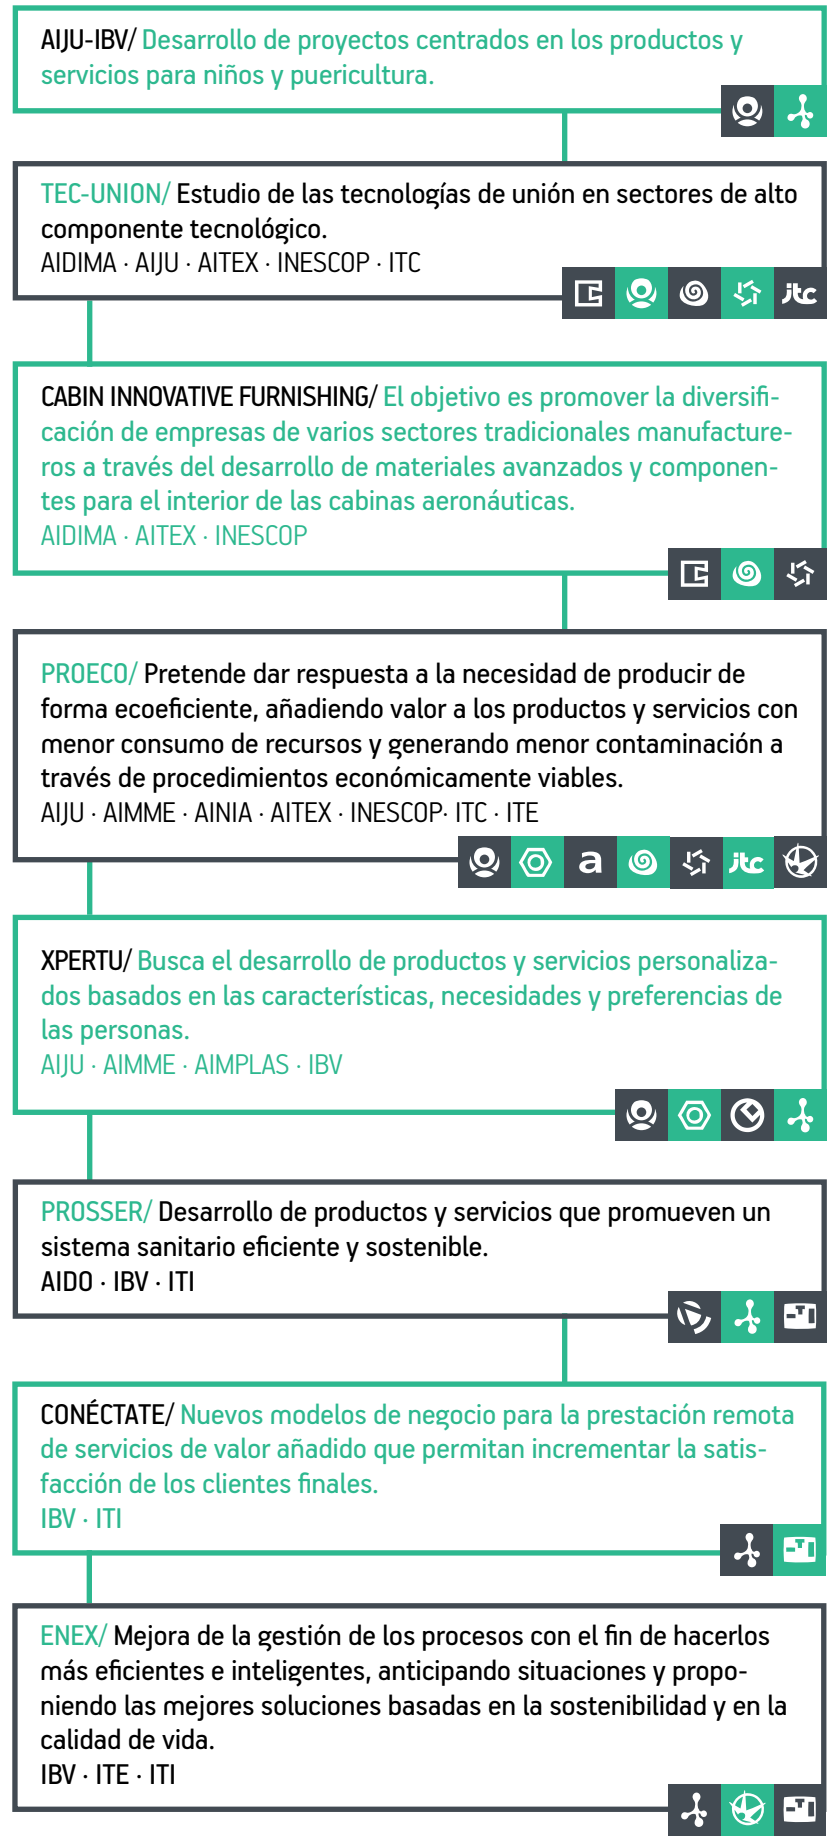 AIJU-IBV/ Desarrollo de proyectos centrados en los productos y
servicios para niños y puericultura.
TEC-UNION/ Estudio de las tecnologías de unión en sectores de alto
componente tecnológico.
AIDIMA · AIJU · AITEX · INESCOP · ITC
jtc
CABIN INNOVATIVE FURNISHING/ El objetivo es promover la diversifi-
cación de empresas de varios sectores tradicionales manufacture-
ros a través del desarrollo de materiales avanzados y componen-
tes para el interior de las cabinas aeronáuticas.
AIDIMA · AITEX · INESCOP
PROECO/ Pretende dar respuesta a la necesidad de producir de
forma ecoeficiente, añadiendo valor a los productos y servicios con
menor consumo de recursos y generando menor contaminación a
través de procedimientos económicamente viables.
AIJU · AIMME · AINIA · AITEX · INESCOP· ITC · ITE
a jtc
XPERTU/ Busca el desarrollo de productos y servicios personaliza-
dos basados en las características, necesidades y preferencias de
las personas.
AIJU · AIMME · AIMPLAS · IBV
PROSSER/ Desarrollo de productos y servicios que promueven un
sistema sanitario eficiente y sostenible.
AIDO · IBV · ITI
-TI
CONÉCTATE/ Nuevos modelos de negocio para la prestación remota
de servicios de valor añadido que permitan incrementar la satis-
facción de los clientes finales.
IBV · ITI
-TI
ENEX/ Mejora de la gestión de los procesos con el fin de hacerlos
más eficientes e inteligentes, anticipando situaciones y propo-
niendo las mejores soluciones basadas en la sostenibilidad y en la
calidad de vida.
IBV · ITE · ITI
-TI